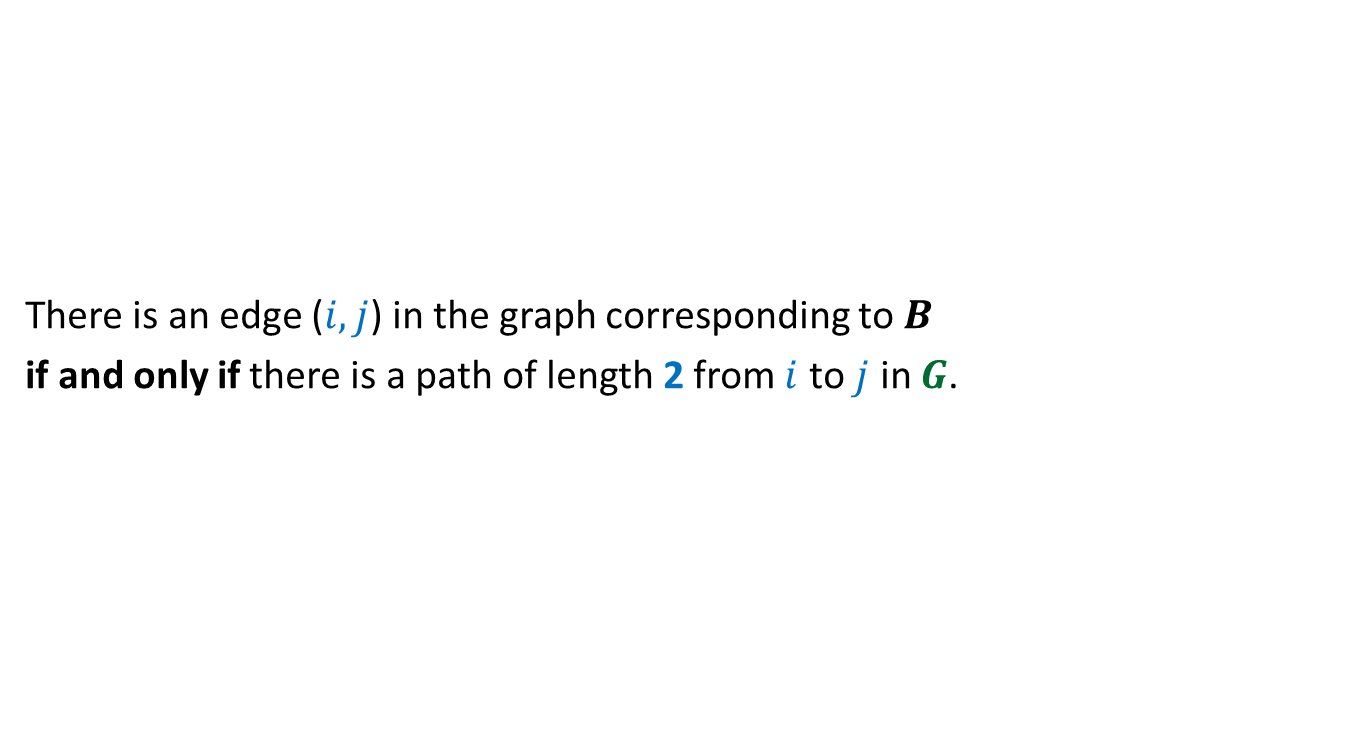 There is an edge (i, j) in the graph corresponding to B
if and only if there is a path of length 2 from i to j in G.